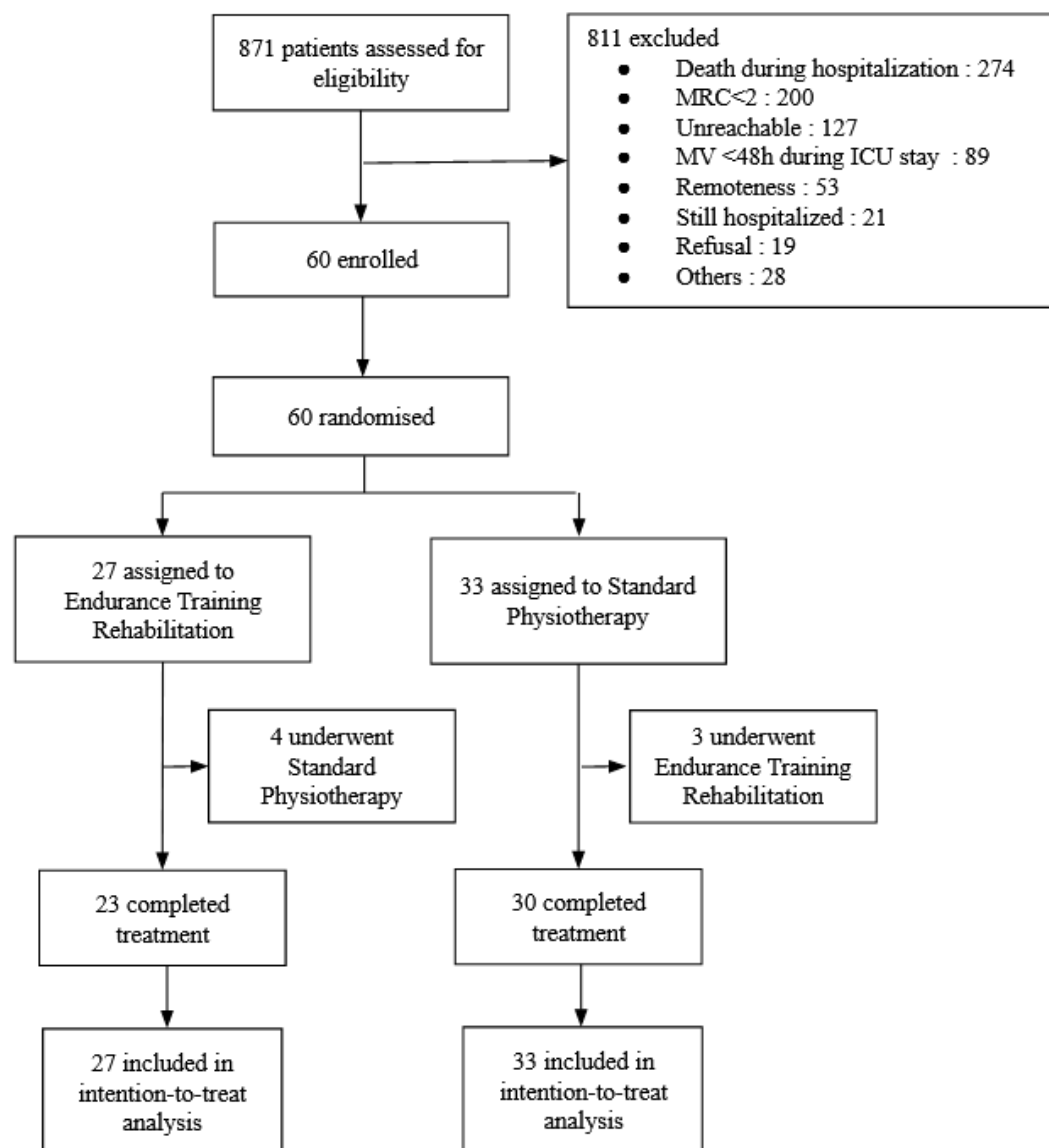 871 patients assessed for
eligibility
811 excluded
● Death during hospitalization : 274
● MRC<2 : 200
● Unreachable : 127
● MV <48h during ICU stay : 89
● Remoteness : 53
● Still hospitalized : 21
● Refusal : 19
● Others : 28
60 enrolled
60 randomised
27 assigned to
Endurance Training
Rehabilitation
33 assigned to Standard
Physiotherapy
4 underwent
Standard
Physiotherapy
3 underwent
Endurance Training
Rehabilitation
23 completed
treatment
30 completed
treatment
27 included in
intention-to-treat
analysis
33 included in
intention-to-treat
analysis